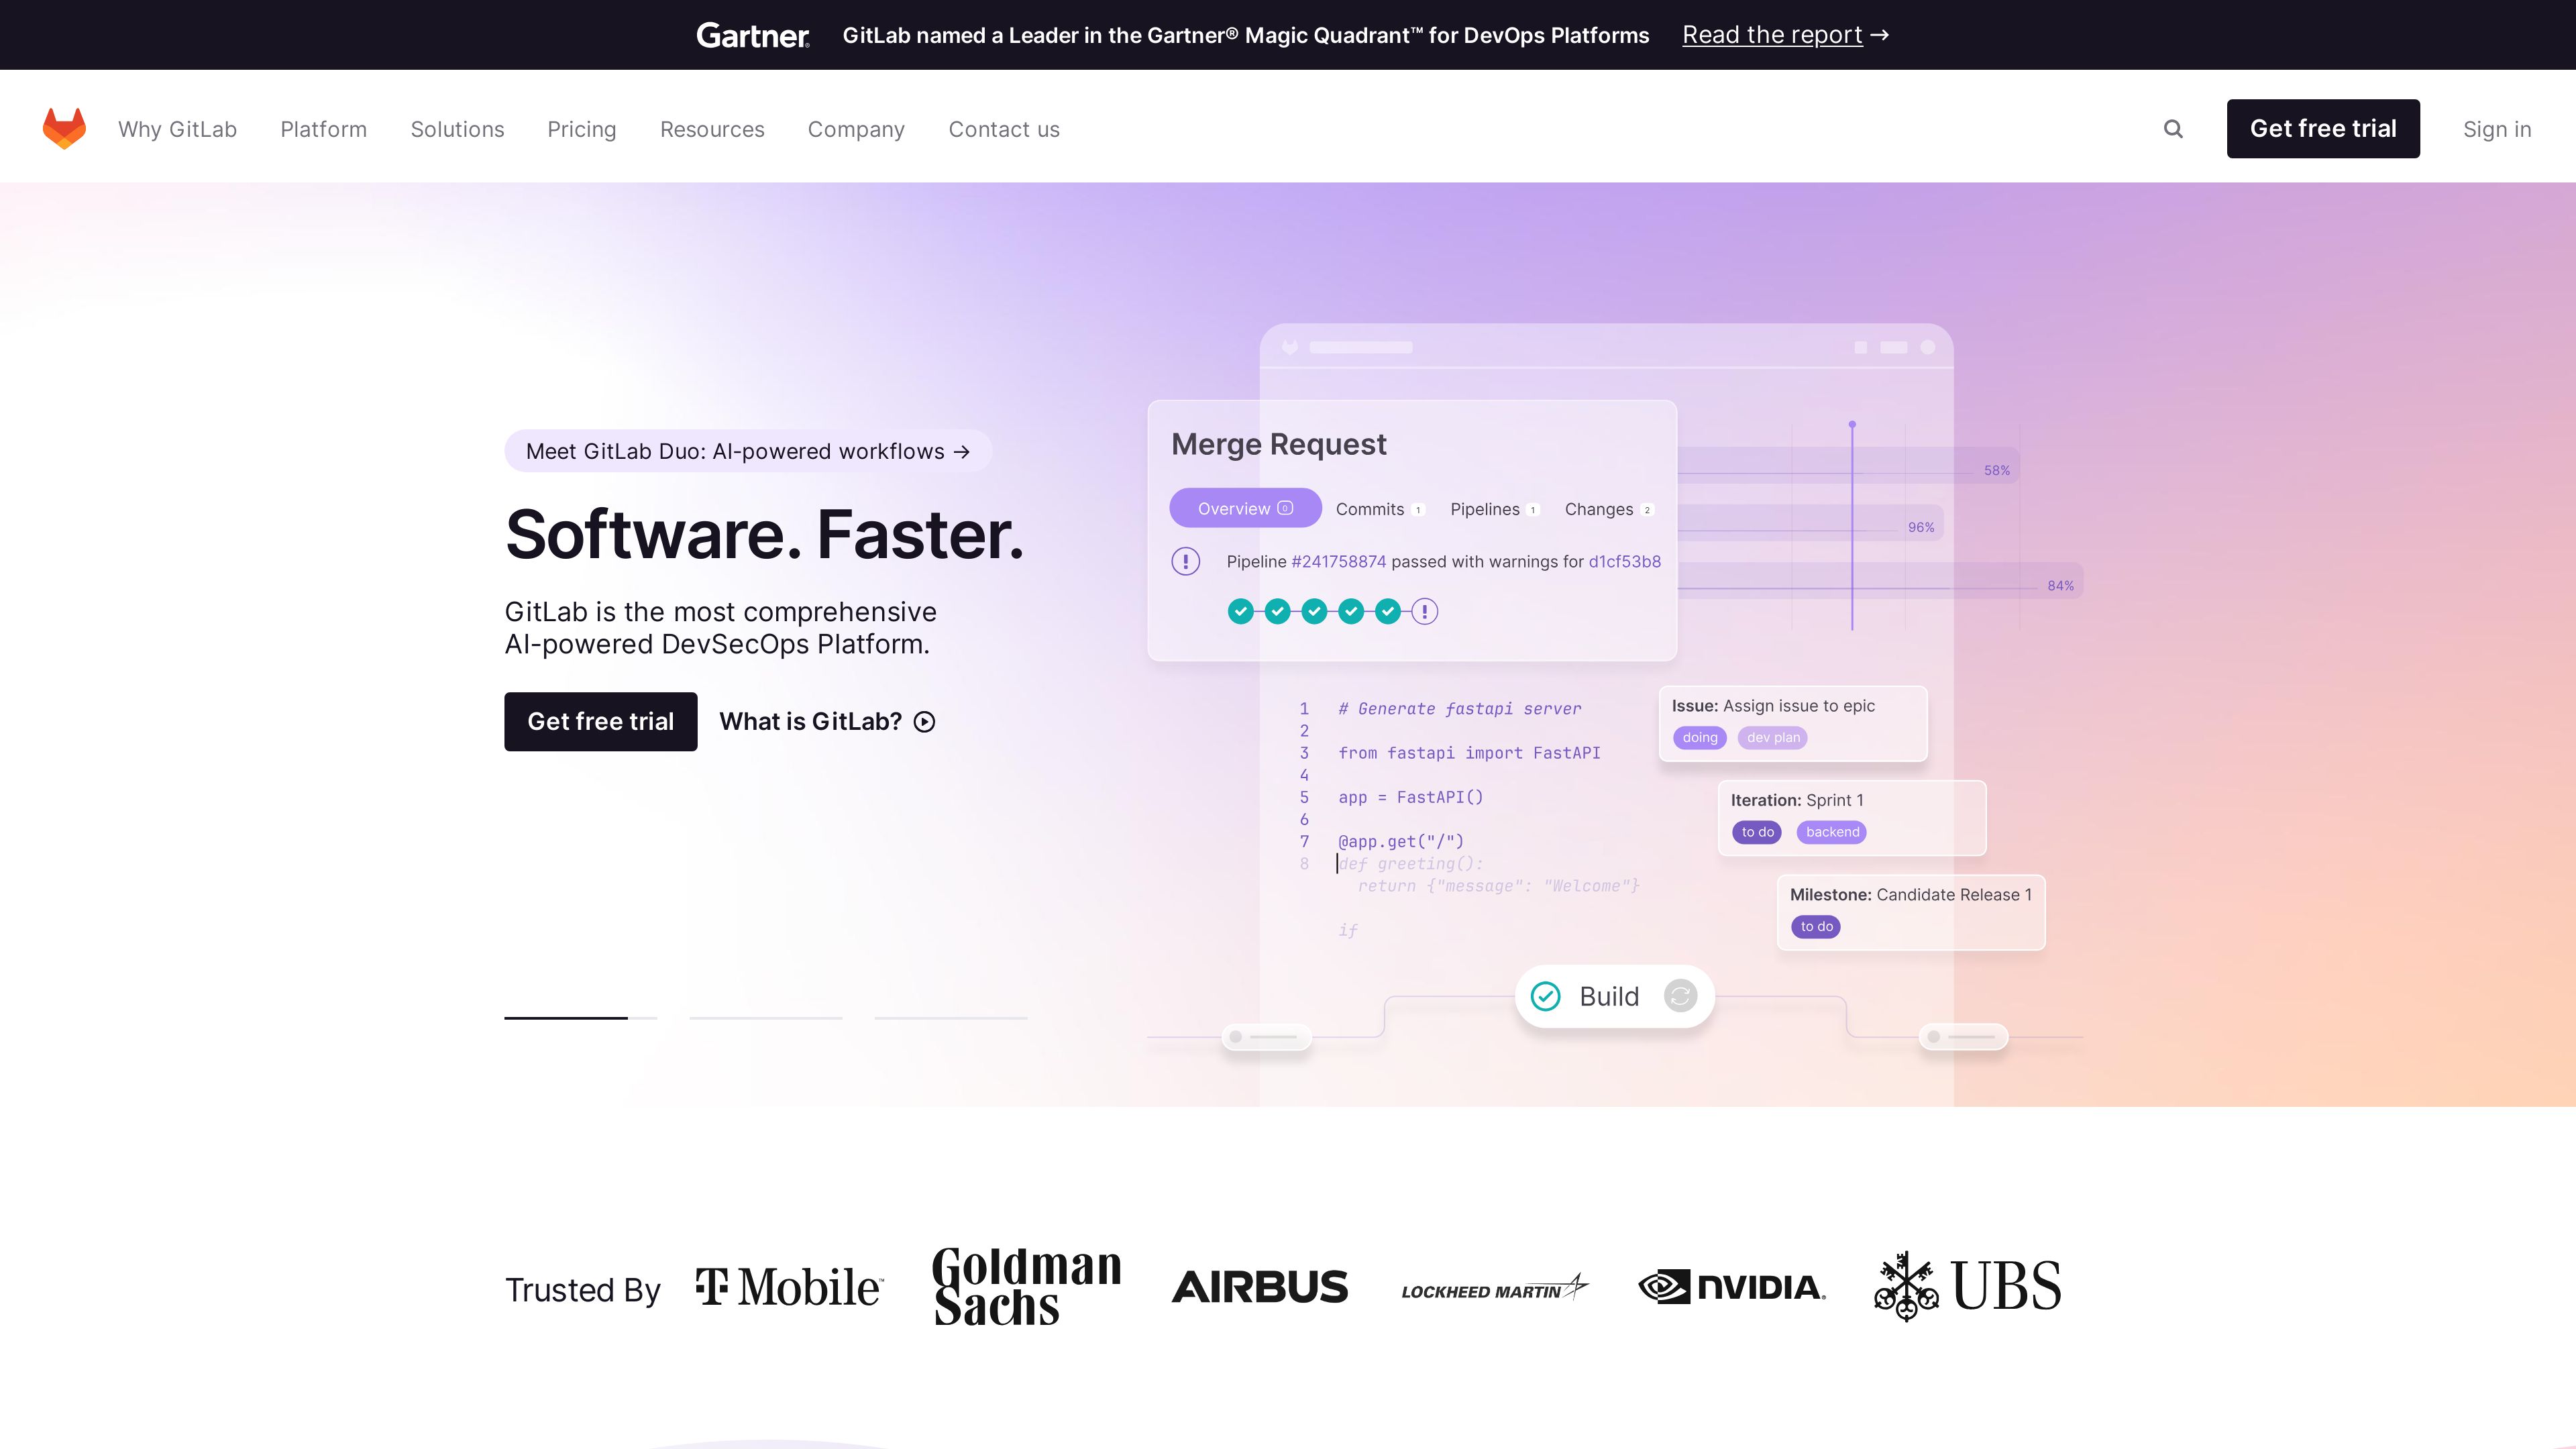 Gartner® GitLab named a Leader in the Gartner® Magic Quadrant™ for DevOps Platforms Read the report →
Why GitLab Platform Solutions Pricing Resources Company Contact us Get free trial Sign in
Meet GitLab Duo: AI-powered workflows →
Software. Faster.
GitLab is the most comprehensive
AI-powered DevSecOps Platform.
Get free trial What is GitLab?
Merge Request
Overview 0 Commits 1 Pipelines 1 Changes 2
Pipeline #241758874 passed with warnings for d1cf53b8
58%
96%
84%
1 # Generate fastapi server
2
3 from fastapi import FastAPI
4
5 app = FastAPI()
6
7 @app.get("/")
8 def greeting():
return {"message": "Welcome"}
if
Issue: Assign issue to epic
doing dev plan
Iteration: Sprint 1
to do backend
Milestone: Candidate Release 1
to do
Build
Trusted By T Mobile™ Goldman Sachs AIRBUS LOCKHEED MARTIN NVIDIA® UBS